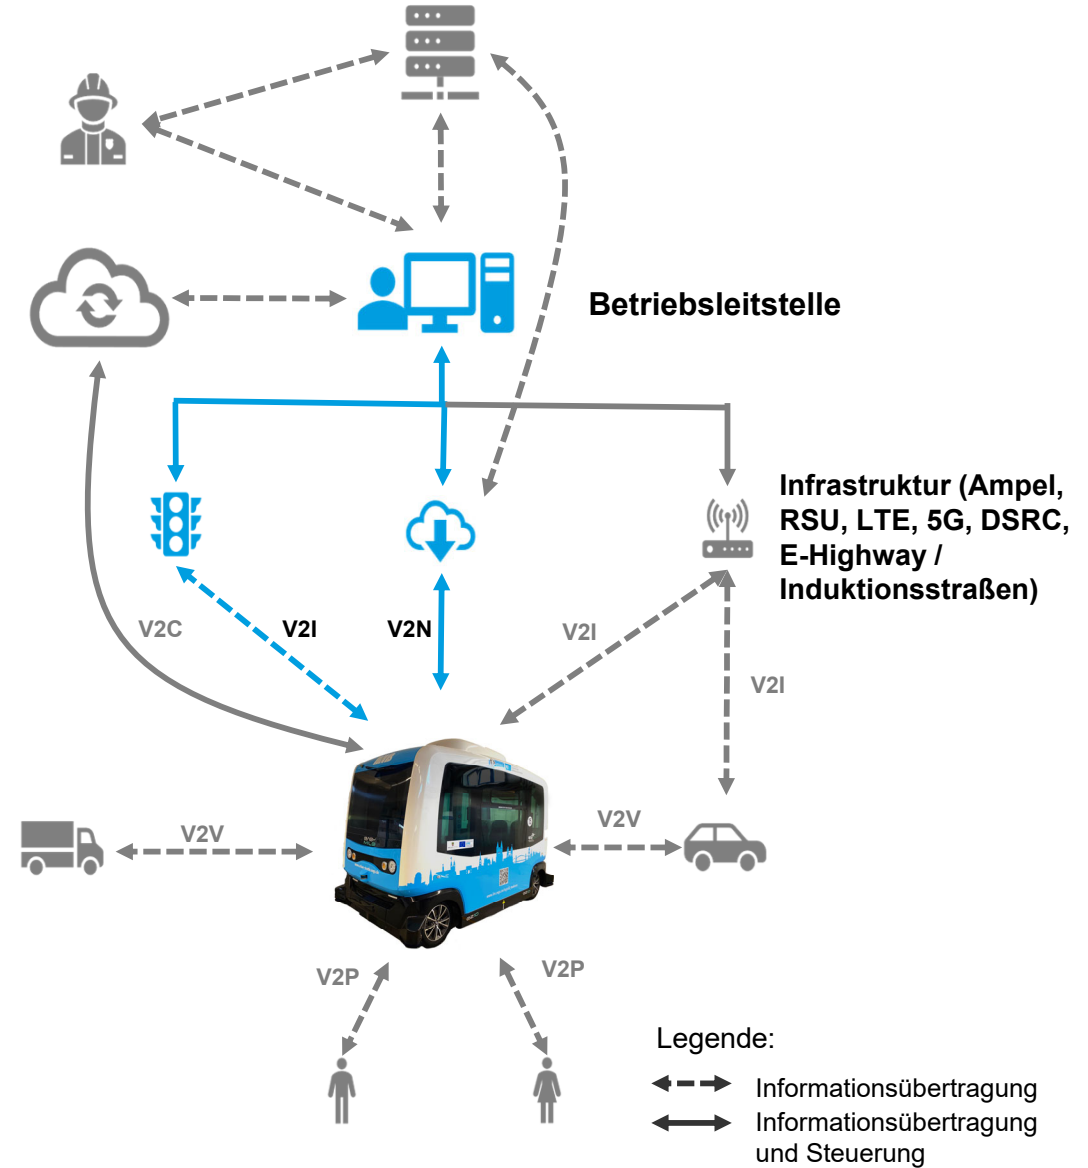 Betriebsleitstelle
Infrastruktur (Ampel,
RSU, LTE, 5G, DSRC,
E-Highway /
Induktionsstraßen)
V2C
V2I
V2N
V2I
V2I
V2V
V2V
V2P
V2P
Legende:
Informationsübertragung
Informationsübertragung
und Steuerung